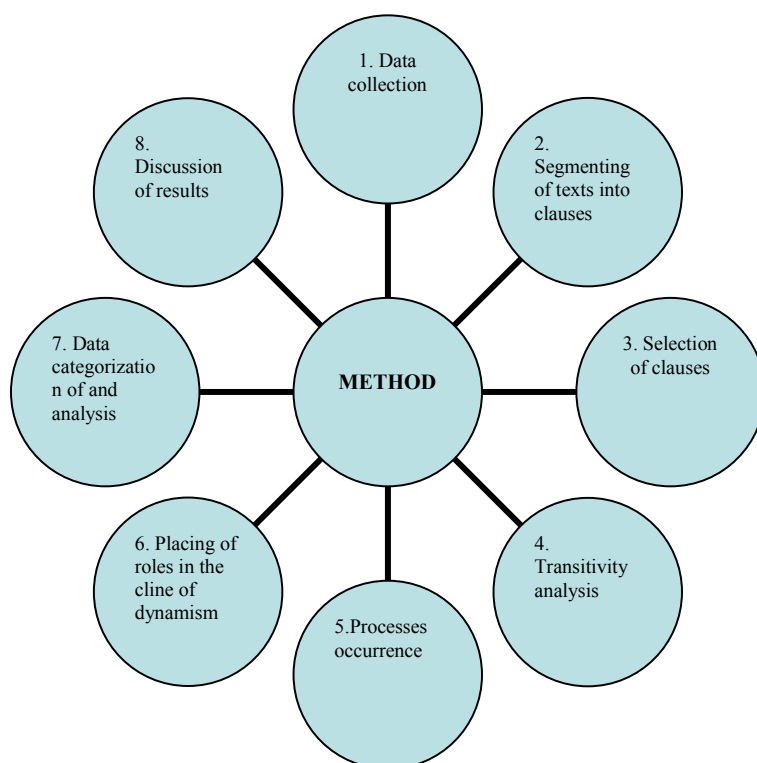 1. Data
collection
2.
Segmenting
of texts into
clauses
3. Selection
of clauses
4.
Transitivity
analysis
5.Processes
occurrence
6. Placing of
roles in the
cline of
dynamism
7. Data
categorizatio
n of and
analysis
8.
Discussion
of results
METHOD